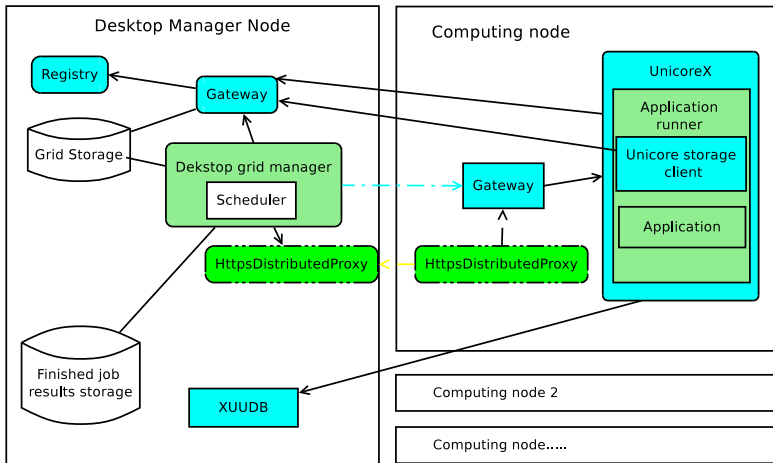 Desktop Manager Node
Registry
Gateway
Grid Storage
Dekstop grid manager
Scheduler
HttpsDistributedProxy
Finished job
results storage
XUUDB
Computing node
UnicoreX
Application
runner
Unicore storage
client
Application
Gateway
HttpsDistributedProxy
Computing node 2
Computing node.....